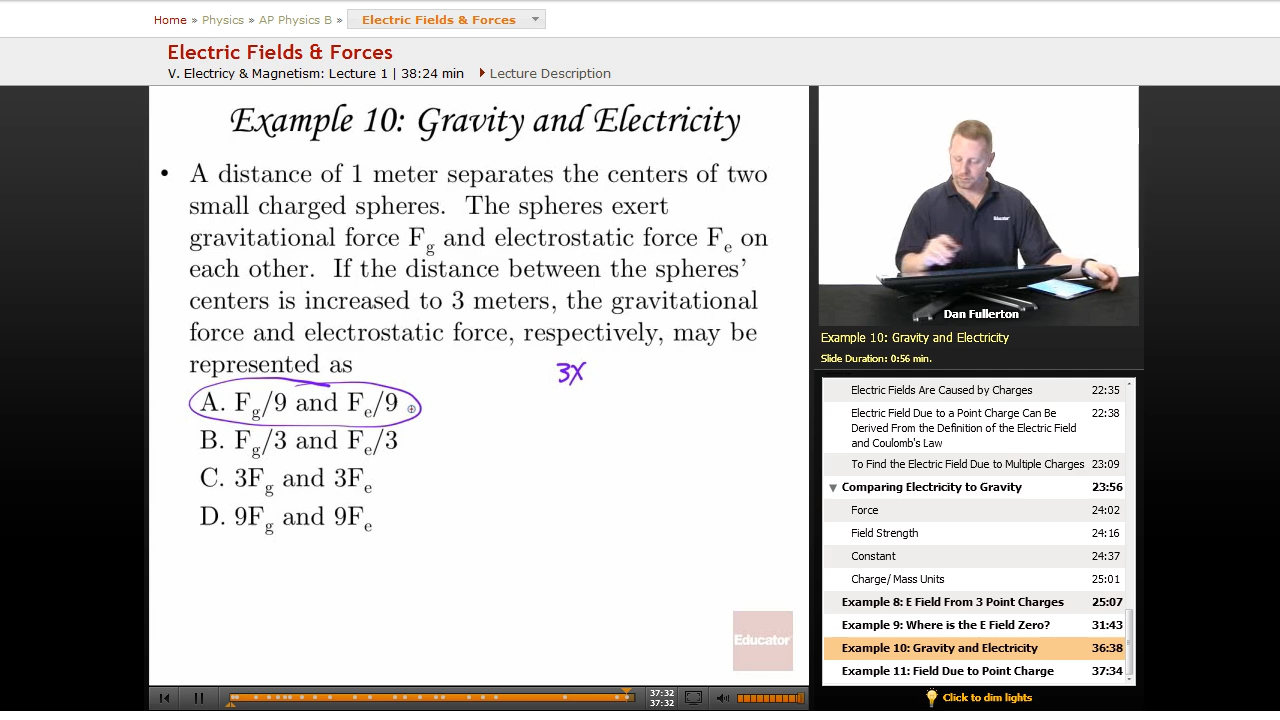 Home » Physics » AP Physics B » Electric Fields & Forces
Electric Fields & Forces
V. Electricy & Magnetism: Lecture 1 | 38:24 min Lecture Description
Example 10: Gravity and Electricity
• A distance of 1 meter separates the centers of two
small charged spheres. The spheres exert
gravitational force Fg and electrostatic force Fe on
each other. If the distance between the spheres'
centers is increased to 3 meters, the gravitational
force and electrostatic force, respectively, may be
represented as
3X
A. Fg/9 and Fe/9
B. Fg/3 and Fe/3
C. 3Fg and 3Fe
D. 9Fg and 9Fe
Educator
37:32
37:32
Educator
Dan Fullerton
Example 10: Gravity and Electricity
Slide Duration: 0:56 min.
Electric Fields Are Caused by Charges 22:35
Electric Field Due to a Point Charge Can Be 22:38
Derived From the Definition of the Electric Field
and Coulomb's Law
To Find the Electric Field Due to Multiple Charges 23:09
Comparing Electricity to Gravity 23:56
Force 24:02
Field Strength 24:16
Constant 24:37
Charge/ Mass Units 25:01
Example 8: E Field From 3 Point Charges 25:07
Example 9: Where is the E Field Zero? 31:43
Example 10: Gravity and Electricity 36:38
Example 11: Field Due to Point Charge 37:34
Click to dim lights